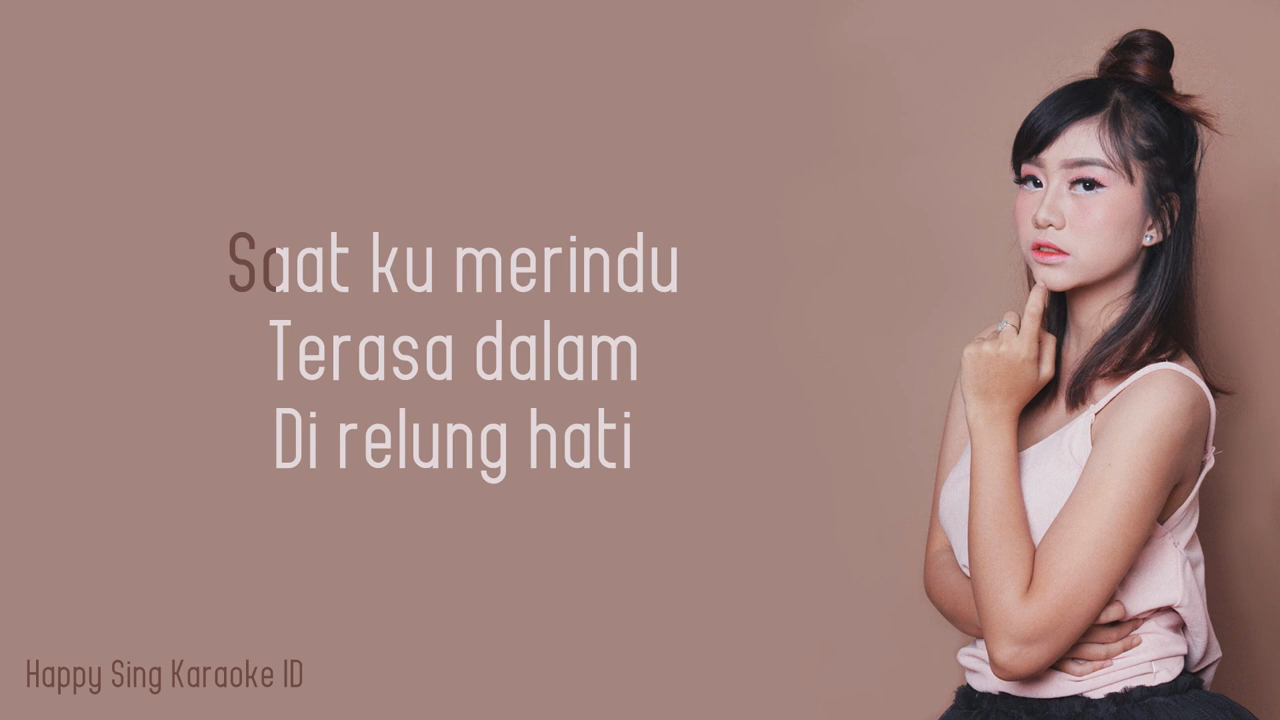 Saat ku merindu
Terasa dalam
Di relung hati
Happy Sing Karaoke ID